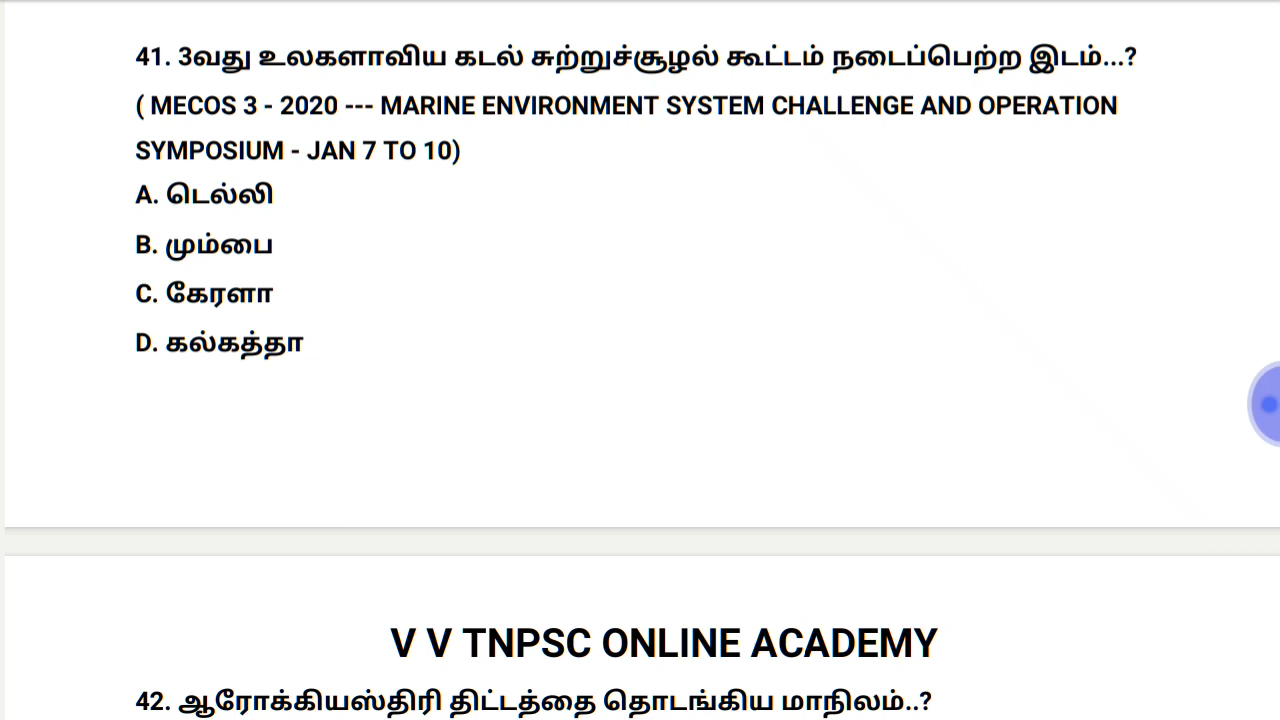 41. 3வது உலகளாவிய கடல் சுற்றுச்சூழல் கூட்டம் நடைப்பெற்ற இடம்...?
( MECOS 3 - 2020 --- MARINE ENVIRONMENT SYSTEM CHALLENGE AND OPERATION
SYMPOSIUM - JAN 7 TO 10)
A. டெல்லி
B. மும்பை
C. கேரளா
D. கல்கத்தா
V V TNPSC ONLINE ACADEMY
42. ஆரோக்கியஸ்திரி திட்டத்தை தொடங்கிய மாநிலம்..?